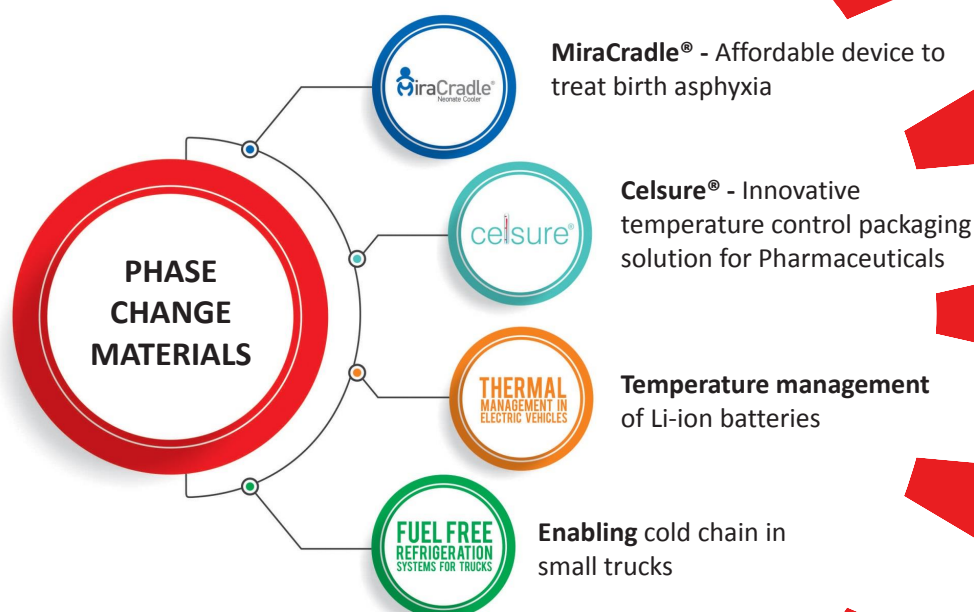 PHASE
CHANGE
MATERIALS
MiraCradle®
Neonate Cooler
MiraCradle® - Affordable device to
treat birth asphyxia
celsure®
Celsure® - Innovative
temperature control packaging
solution for Pharmaceuticals
THERMAL
MANAGEMENT IN
ELECTRIC VEHICLES
Temperature management
of Li-ion batteries
FUEL FREE
REFRIGERATION
SYSTEMS FOR TRUCKS
Enabling cold chain in
small trucks